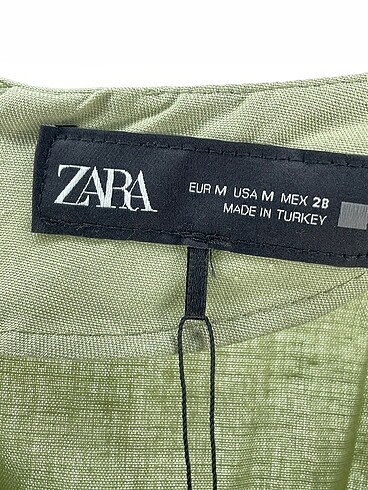 ZARA
EUR M USA M MEX 28
MADE IN TURKEY